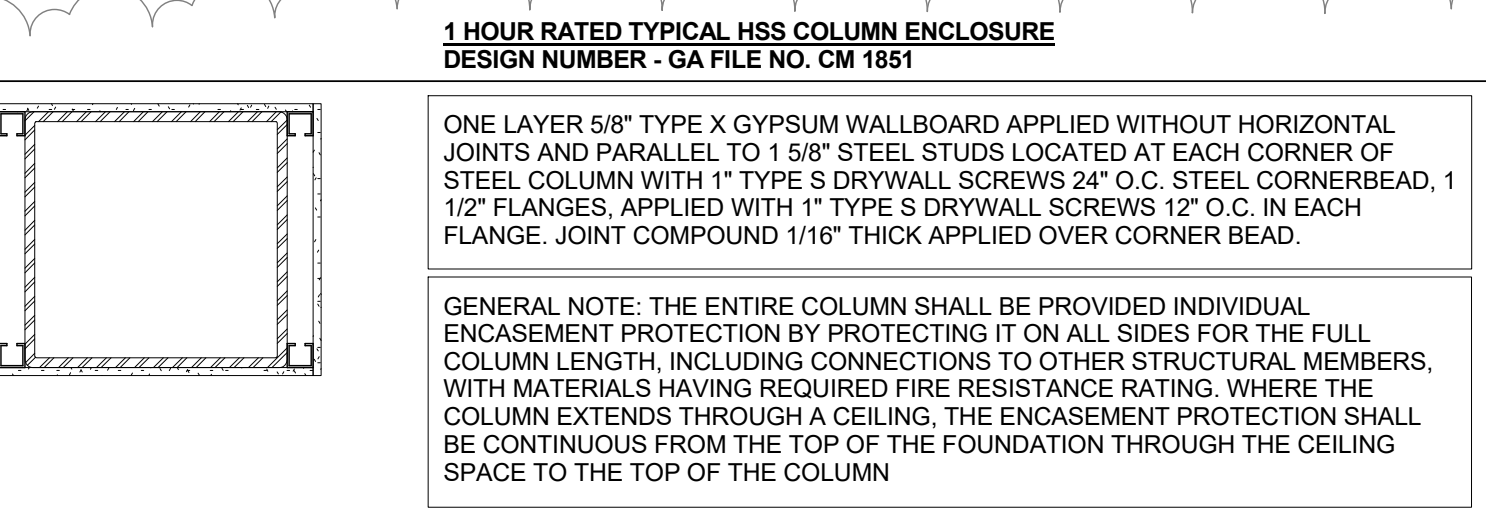 1 HOUR RATED TYPICAL HSS COLUMN ENCLOSURE
DESIGN NUMBER - GA FILE NO. CM 1851
ONE LAYER 5/8" TYPE X GYPSUM WALLBOARD APPLIED WITHOUT HORIZONTAL
JOINTS AND PARALLEL TO 1 5/8" STEEL STUDS LOCATED AT EACH CORNER OF
STEEL COLUMN WITH 1" TYPE S DRYWALL SCREWS 24" O.C. STEEL CORNERBEAD, 1
1/2" FLANGES, APPLIED WITH 1" TYPE S DRYWALL SCREWS 12" O.C. IN EACH
FLANGE. JOINT COMPOUND 1/16" THICK APPLIED OVER CORNER BEAD.
GENERAL NOTE: THE ENTIRE COLUMN SHALL BE PROVIDED INDIVIDUAL
ENCASEMENT PROTECTION BY PROTECTING IT ON ALL SIDES FOR THE FULL
COLUMN LENGTH, INCLUDING CONNECTIONS TO OTHER STRUCTURAL MEMBERS,
WITH MATERIALS HAVING REQUIRED FIRE RESISTANCE RATING. WHERE THE
COLUMN EXTENDS THROUGH A CEILING, THE ENCASEMENT PROTECTION SHALL
BE CONTINUOUS FROM THE TOP OF THE FOUNDATION THROUGH THE CEILING
SPACE TO THE TOP OF THE COLUMN